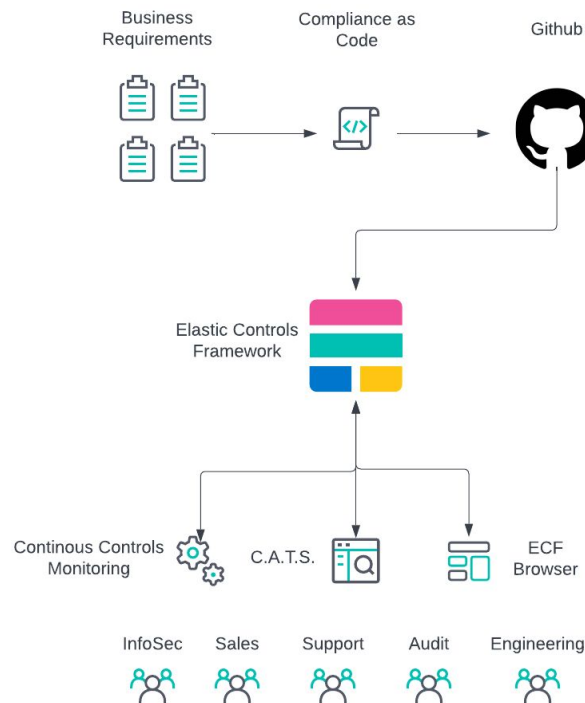 Business
Requirements
Compliance as
Code
Github
</>
Elastic Controls
Framework
Continous Controls
Monitoring
C.A.T.S.
ECF
Browser
InfoSec
Sales
Support
Audit
Engineering